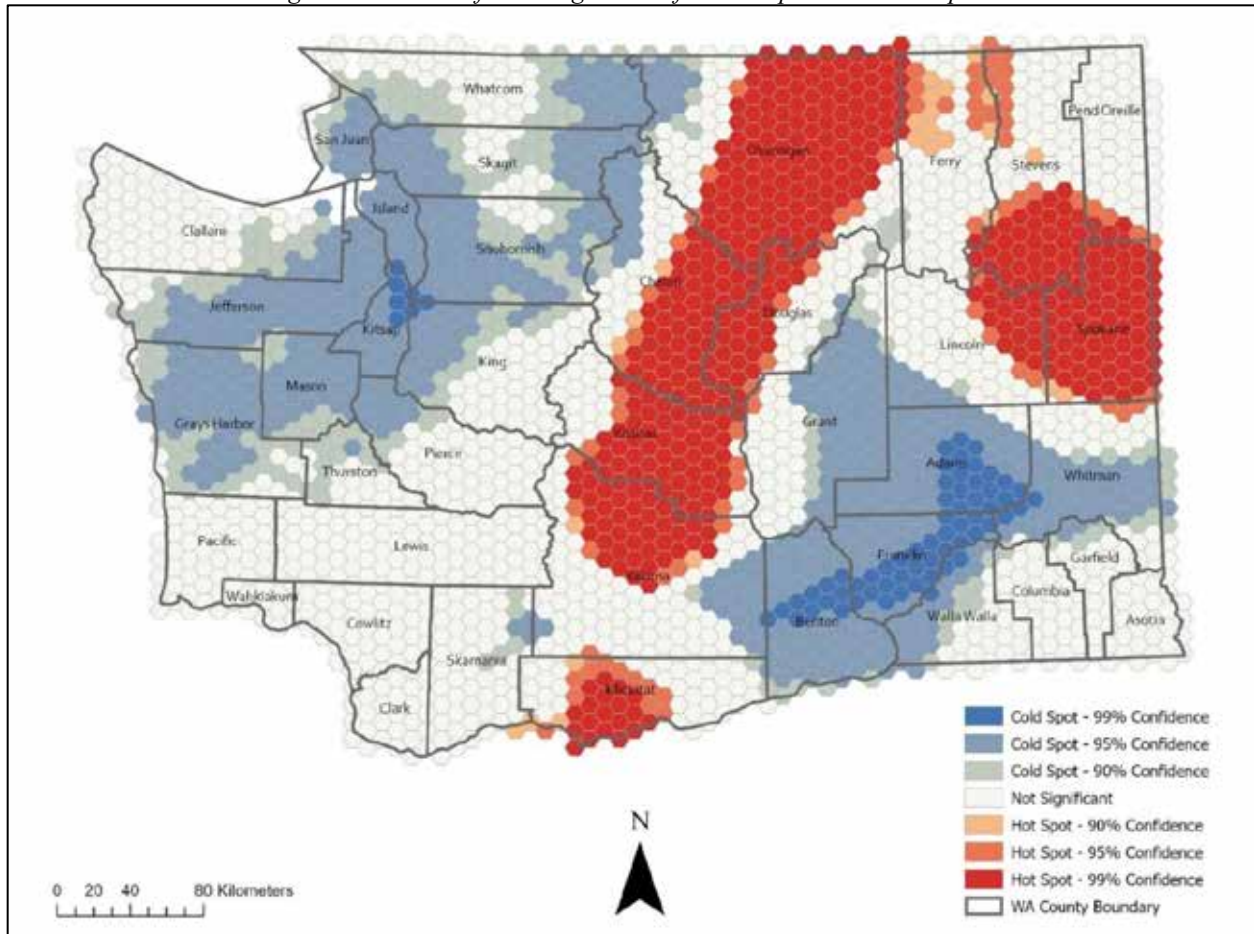 Whatcom
San Juan
Skagit
Okanogan
Ferry
Stevens
Pend Oreille
Island
Clallam
Snohomish
Chelan
Jefferson
Kitsap
Douglas
Lincoln
Spokane
King
Mason
Grays Harbor
Kittitas
Grant
Pierce
Thurston
Adams
Whitman
Pacific
Lewis
Franklin
Garfield
Yakima
Columbia
Wahkiakum
Cowlitz
Benton
Walla Walla
Asotin
Skamania
Klickitat
Clark
Cold Spot - 99% Confidence
Cold Spot - 95% Confidence
Cold Spot - 90% Confidence
Not Significant
Hot Spot - 90% Confidence
Hot Spot - 95% Confidence
Hot Spot - 99% Confidence
WA County Boundary
N
0 20 40 80 Kilometers